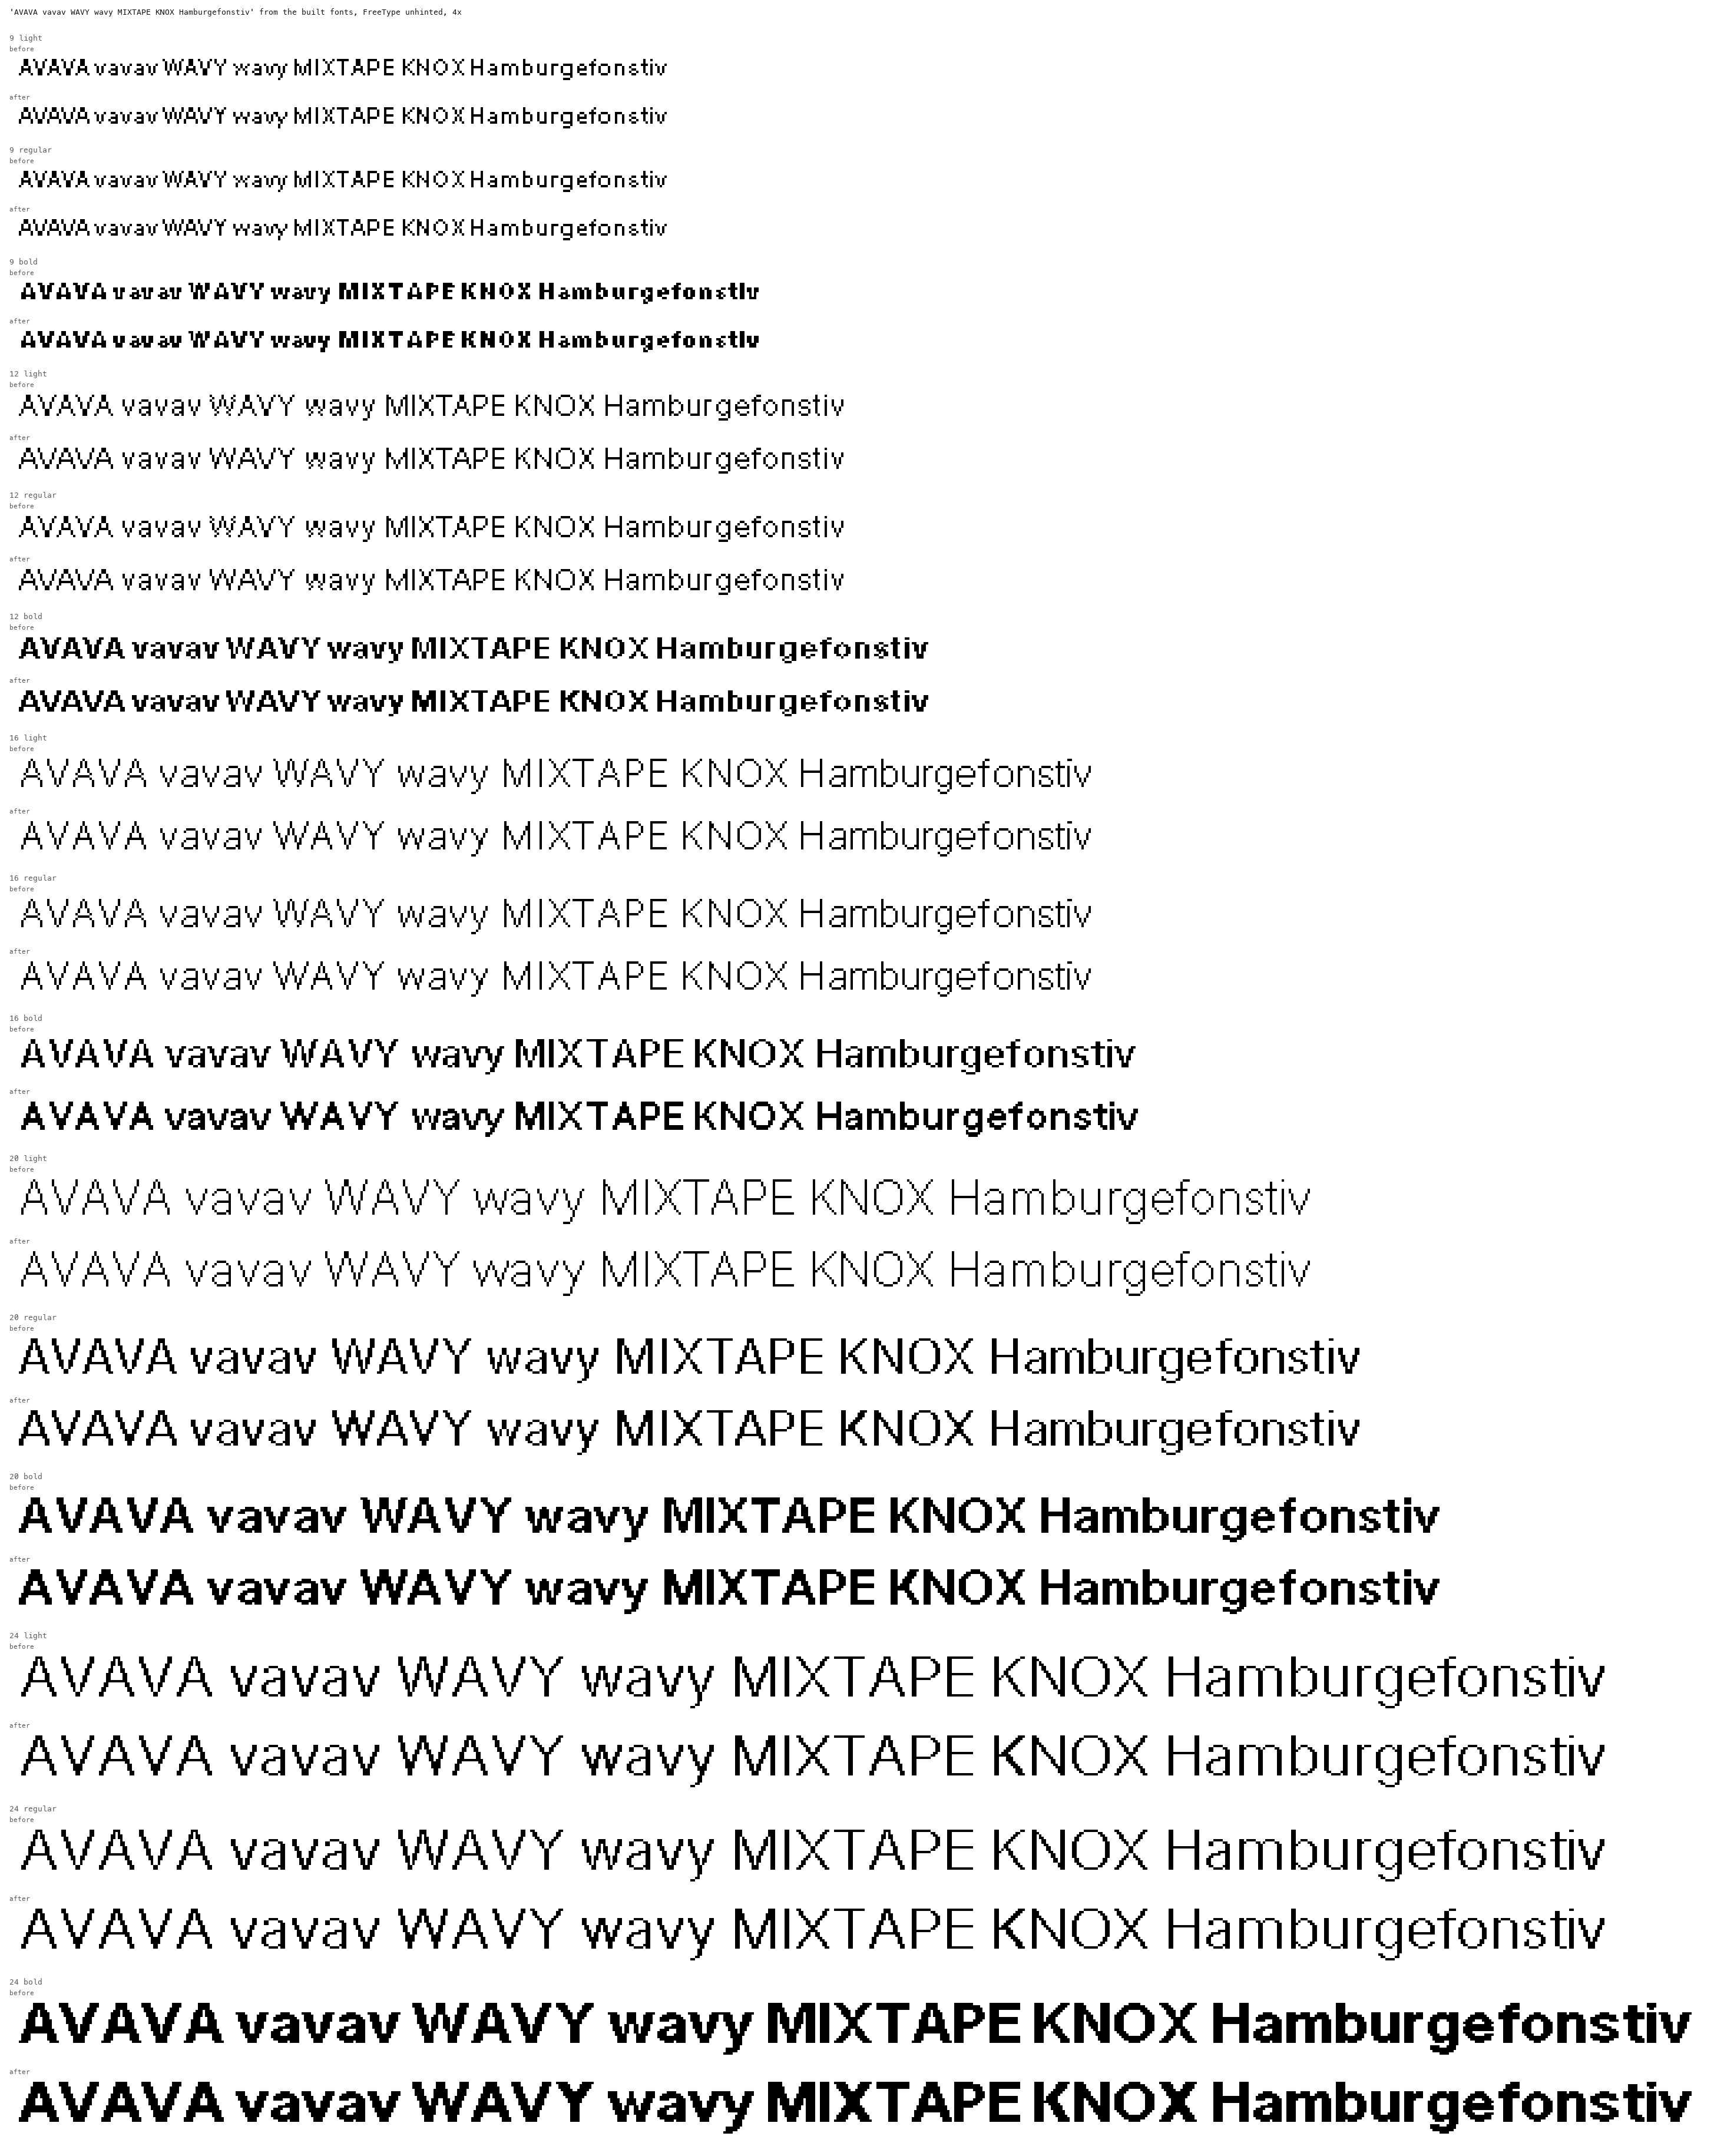 'AVAVA vavav WAVY wavy MIXTAPE KNOX Hamburgefonstiv' from the built fonts, FreeType unhinted, 4x
9 light
before
AVAVA vavav WAVY wavy MIXTAPE KNOX Hamburgefonstiv
after
AVAVA vavav WAVY wavy MIXTAPE KNOX Hamburgefonstiv
9 regular
before
AVAVA vavav WAVY wavy MIXTAPE KNOX Hamburgefonstiv
after
AVAVA vavav WAVY wavy MIXTAPE KNOX Hamburgefonstiv
9 bold
before
AVAVA vavav WAVY wavy MIXTAPE KNOX Hamburgefonstiv
after
AVAVA vavav WAVY wavy MIXTAPE KNOX Hamburgefonstiv
12 light
before
AVAVA vavav WAVY wavy MIXTAPE KNOX Hamburgefonstiv
after
AVAVA vavav WAVY wavy MIXTAPE KNOX Hamburgefonstiv
12 regular
before
AVAVA vavav WAVY wavy MIXTAPE KNOX Hamburgefonstiv
after
AVAVA vavav WAVY wavy MIXTAPE KNOX Hamburgefonstiv
12 bold
before
AVAVA vavav WAVY wavy MIXTAPE KNOX Hamburgefonstiv
after
AVAVA vavav WAVY wavy MIXTAPE KNOX Hamburgefonstiv
16 light
before
AVAVA vavav WAVY wavy MIXTAPE KNOX Hamburgefonstiv
after
AVAVA vavav WAVY wavy MIXTAPE KNOX Hamburgefonstiv
16 regular
before
AVAVA vavav WAVY wavy MIXTAPE KNOX Hamburgefonstiv
after
AVAVA vavav WAVY wavy MIXTAPE KNOX Hamburgefonstiv
16 bold
before
AVAVA vavav WAVY wavy MIXTAPE KNOX Hamburgefonstiv
after
AVAVA vavav WAVY wavy MIXTAPE KNOX Hamburgefonstiv
20 light
before
AVAVA vavav WAVY wavy MIXTAPE KNOX Hamburgefonstiv
after
AVAVA vavav WAVY wavy MIXTAPE KNOX Hamburgefonstiv
20 regular
before
AVAVA vavav WAVY wavy MIXTAPE KNOX Hamburgefonstiv
after
AVAVA vavav WAVY wavy MIXTAPE KNOX Hamburgefonstiv
20 bold
before
AVAVA vavav WAVY wavy MIXTAPE KNOX Hamburgefonstiv
after
AVAVA vavav WAVY wavy MIXTAPE KNOX Hamburgefonstiv
24 light
before
AVAVA vavav WAVY wavy MIXTAPE KNOX Hamburgefonstiv
after
AVAVA vavav WAVY wavy MIXTAPE KNOX Hamburgefonstiv
24 regular
before
AVAVA vavav WAVY wavy MIXTAPE KNOX Hamburgefonstiv
after
AVAVA vavav WAVY wavy MIXTAPE KNOX Hamburgefonstiv
24 bold
before
AVAVA vavav WAVY wavy MIXTAPE KNOX Hamburgefonstiv
after
AVAVA vavav WAVY wavy MIXTAPE KNOX Hamburgefonstiv